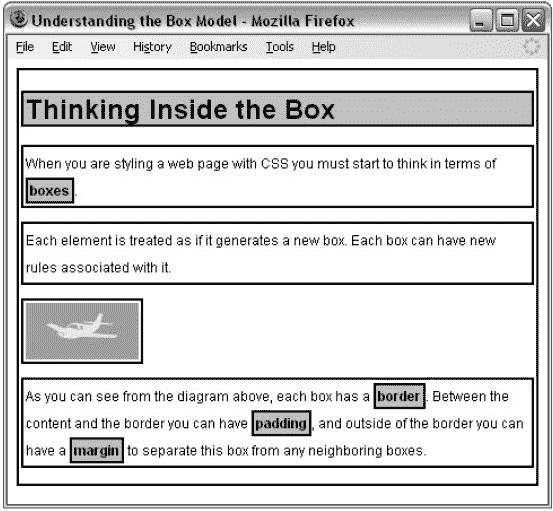 Understanding the Box Model - Mozilla Firefox
File Edit View History Bookmarks Tools Help
Thinking Inside the Box
When you are styling a web page with CSS you must start to think in terms of
boxes.
Each element is treated as if it generates a new box. Each box can have new
rules associated with it.
As you can see from the diagram above, each box has a border. Between the
content and the border you can have padding, and outside of the border you can
have a margin to separate this box from any neighboring boxes.